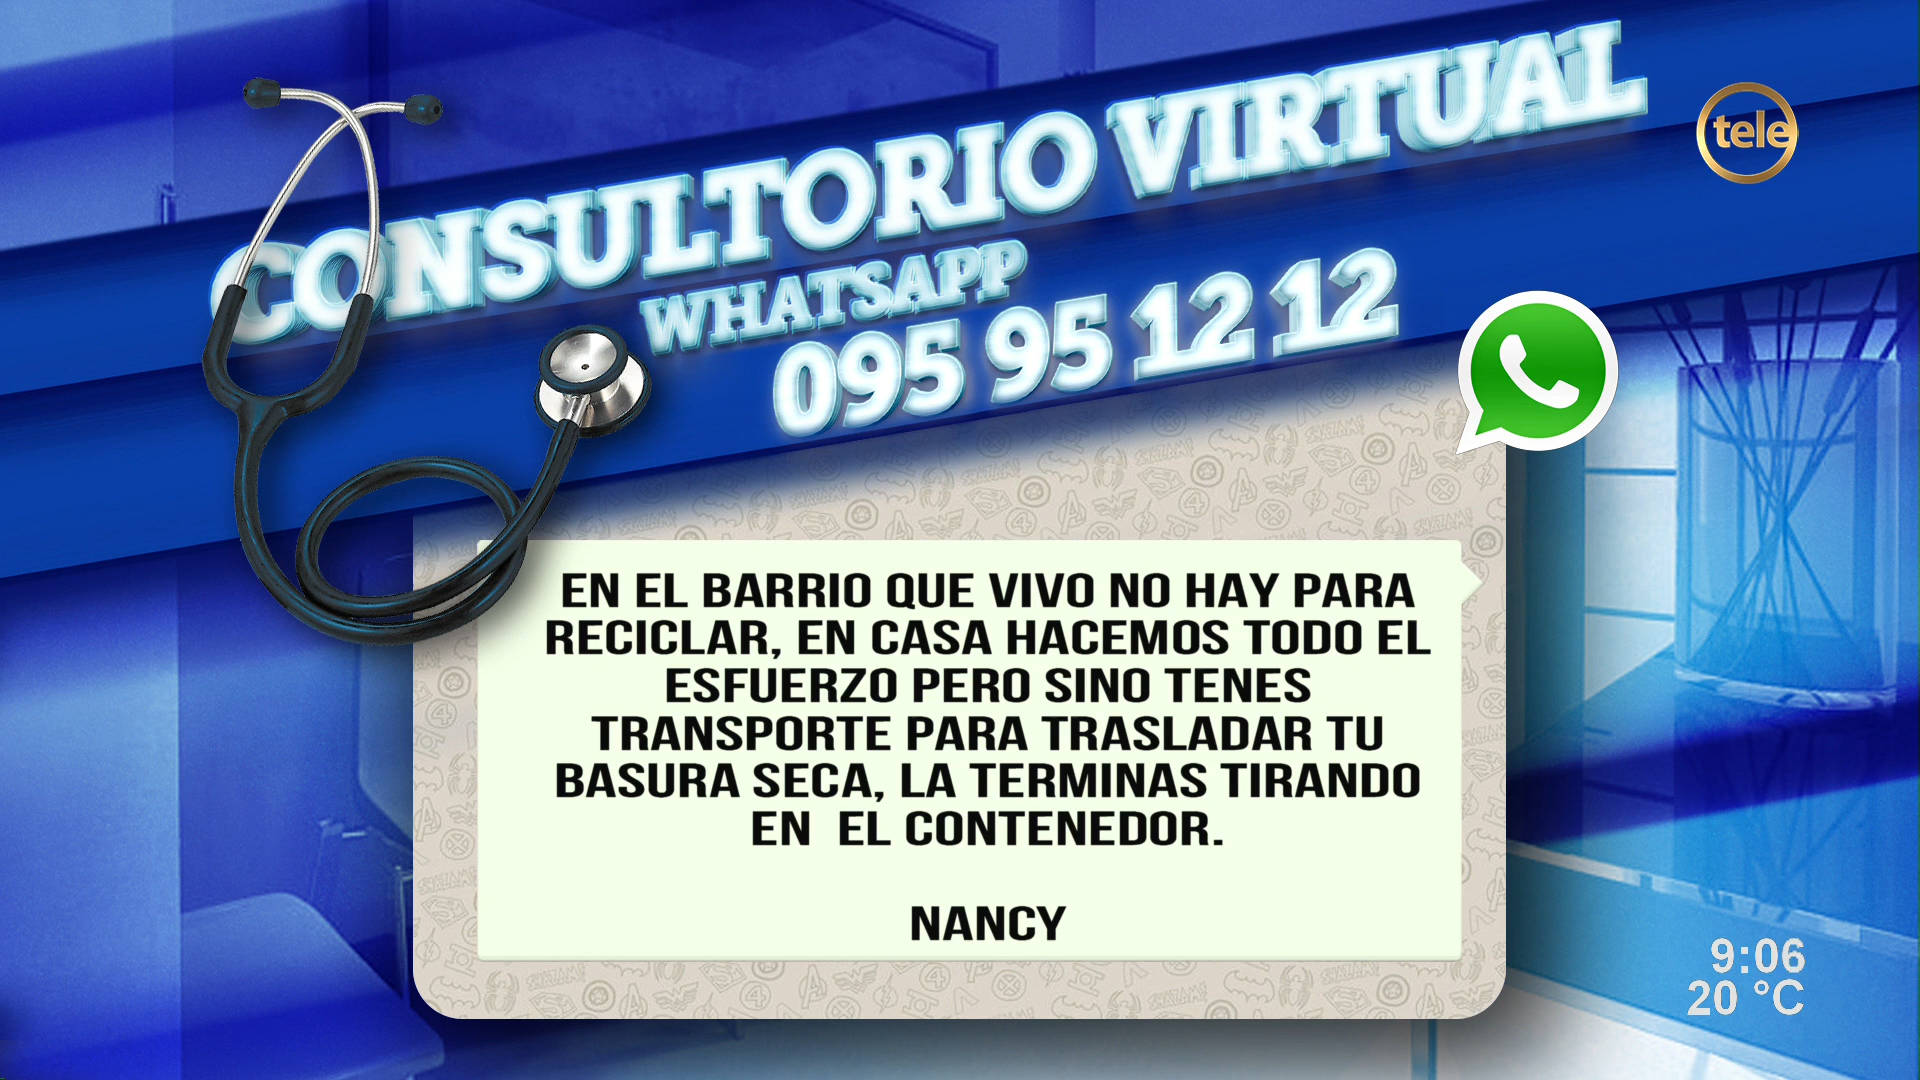 CONSULTORIO VIRTUAL
WHATSAPP
095 95 12 12
tele
EN EL BARRIO QUE VIVO NO HAY PARA
RECICLAR, EN CASA HACEMOS TODO EL
ESFUERZO PERO SINO TENES
TRANSPORTE PARA TRASLADAR TU
BASURA SECA, LA TERMINAS TIRANDO
EN EL CONTENEDOR.
NANCY
9:06
20 °C